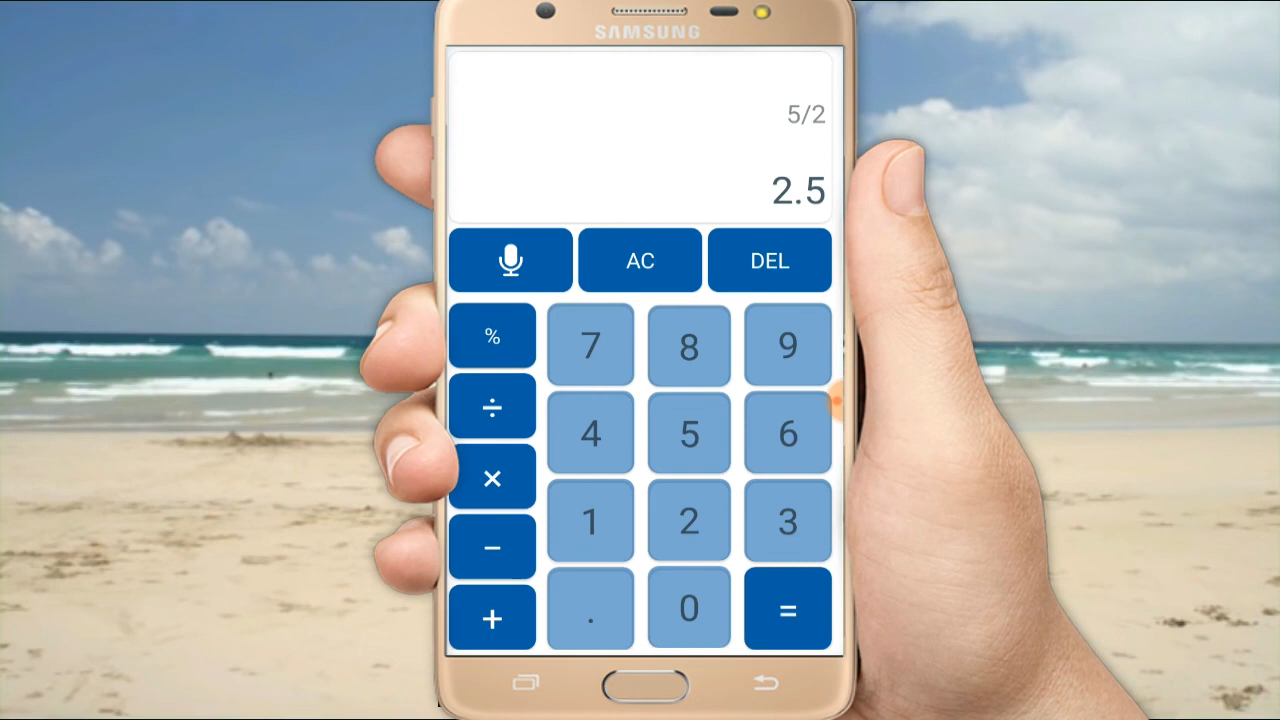 SAMSUNG
5/2
2.5
AC DEL
% 7 8 9
÷ 4 5 6
× 1 2 3
− . 0 =
+